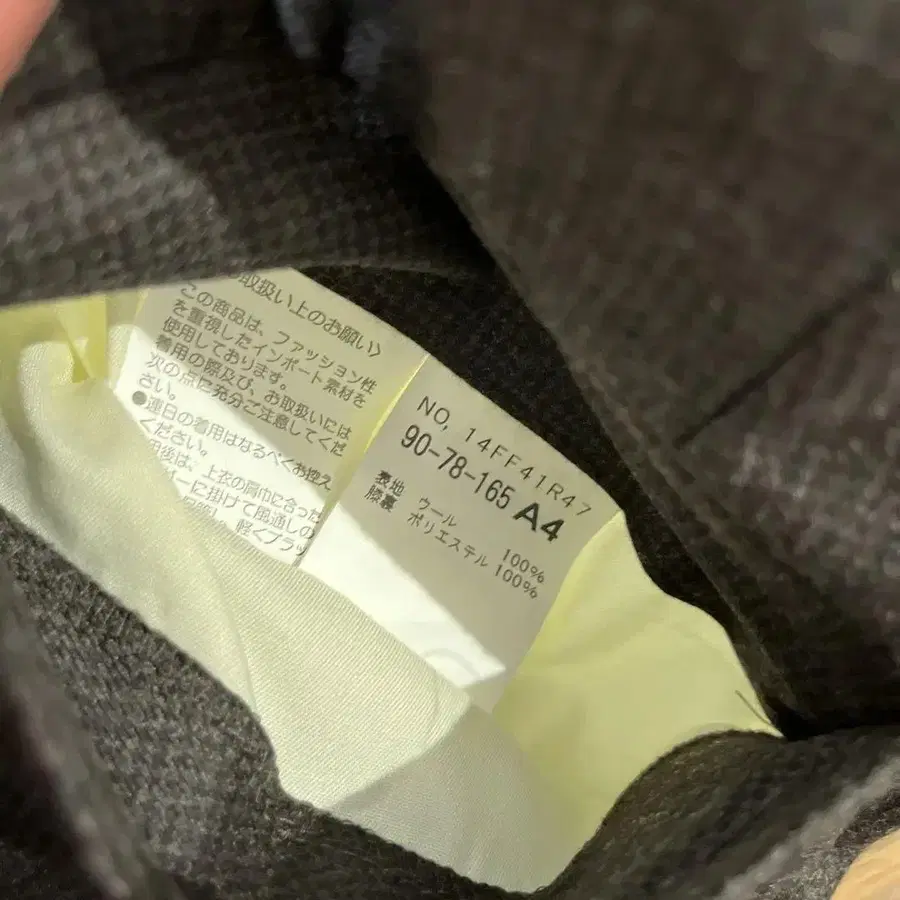 取扱い上のお願い〉
この商品は、ファッション性
を重視したインポート素材を
使用しております。
着用の際及び、お取扱いには
次の点に充分ご注意してくだ
さい。
●連日の着用はなるべくお控え
ください。
用後は、上衣の肩巾に合った
ーに掛けて風通しの
軽くブラッ
NO, 14FF41R47
90-78-165 A4
表地 ウール 100%
膝裏 ポリエステル 100%